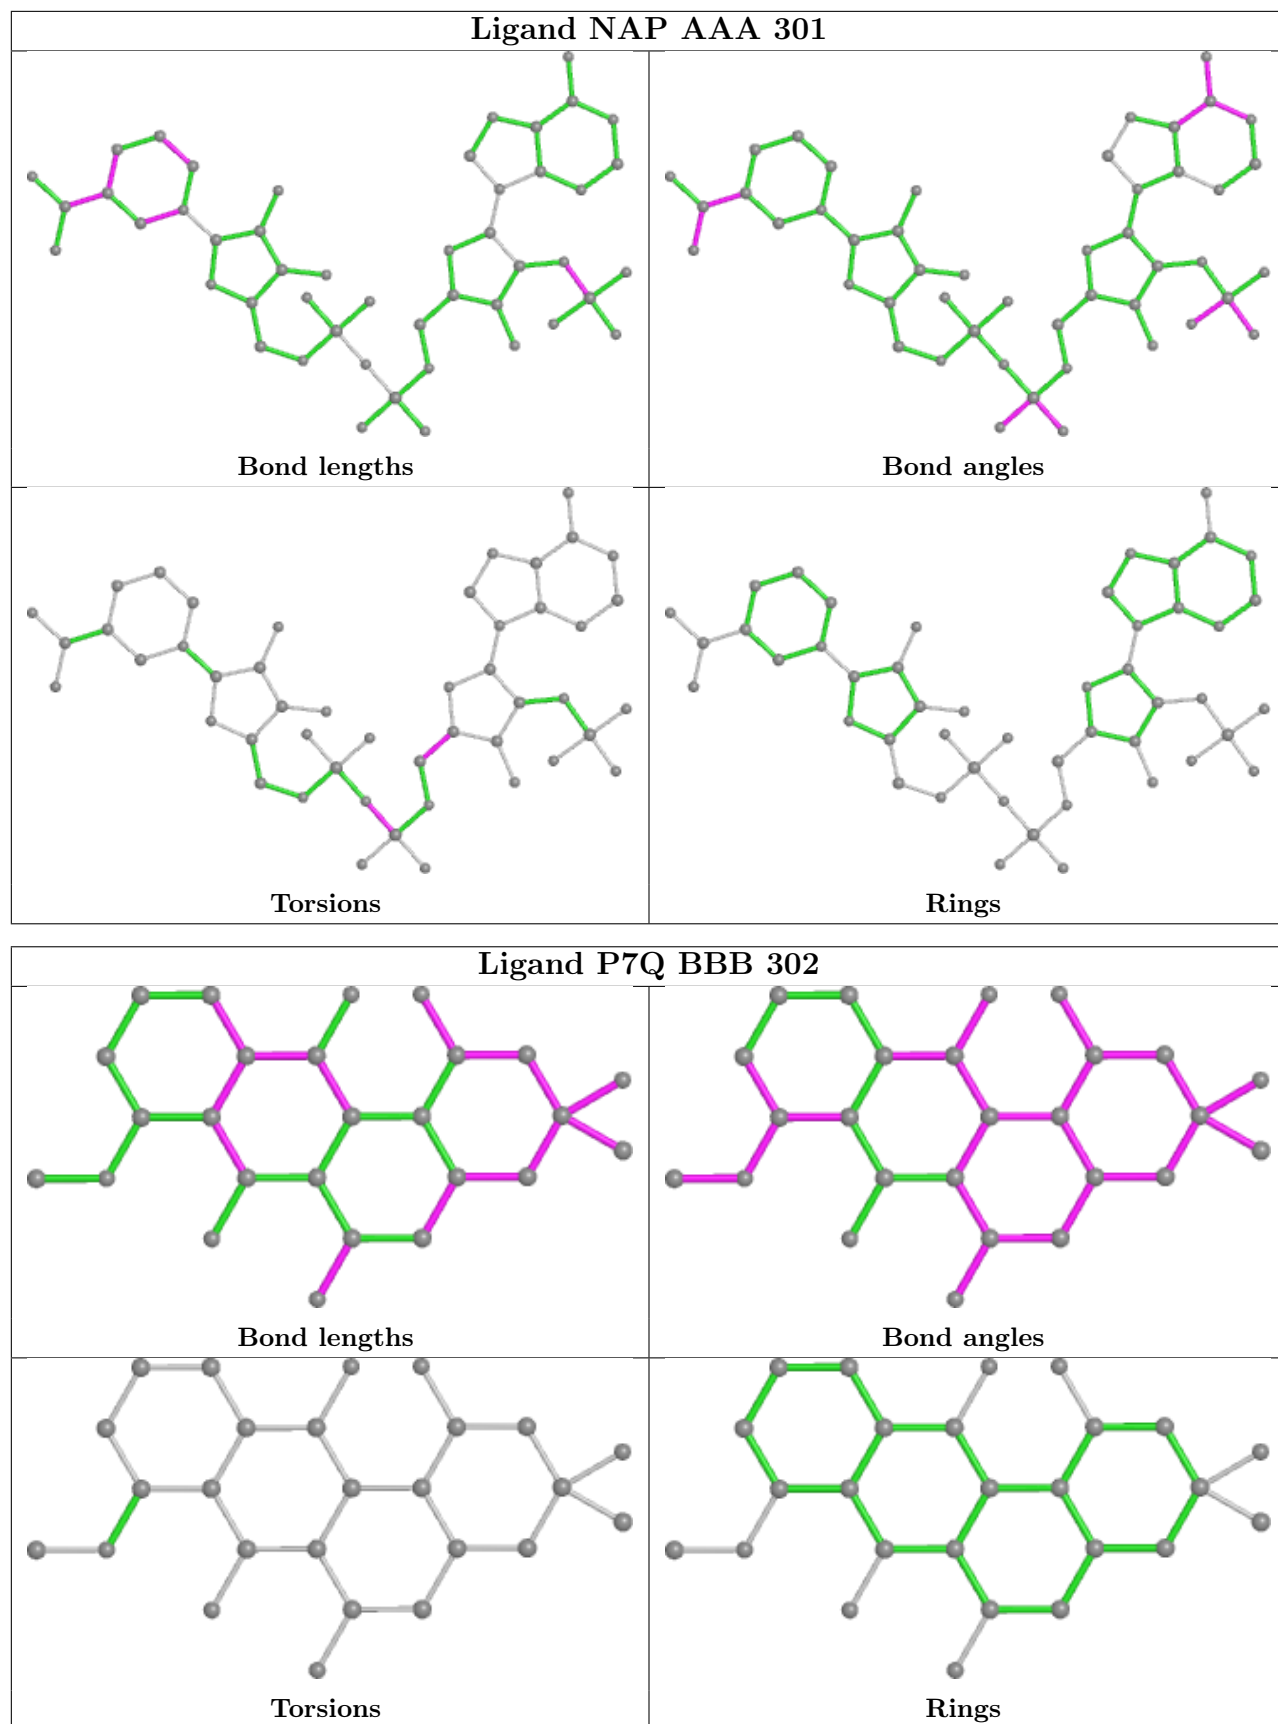 Ligand NAP AAA 301
Bond lengths
Bond angles
Torsions
Rings
Ligand P7Q BBB 302
Bond lengths
Bond angles
Torsions
Rings